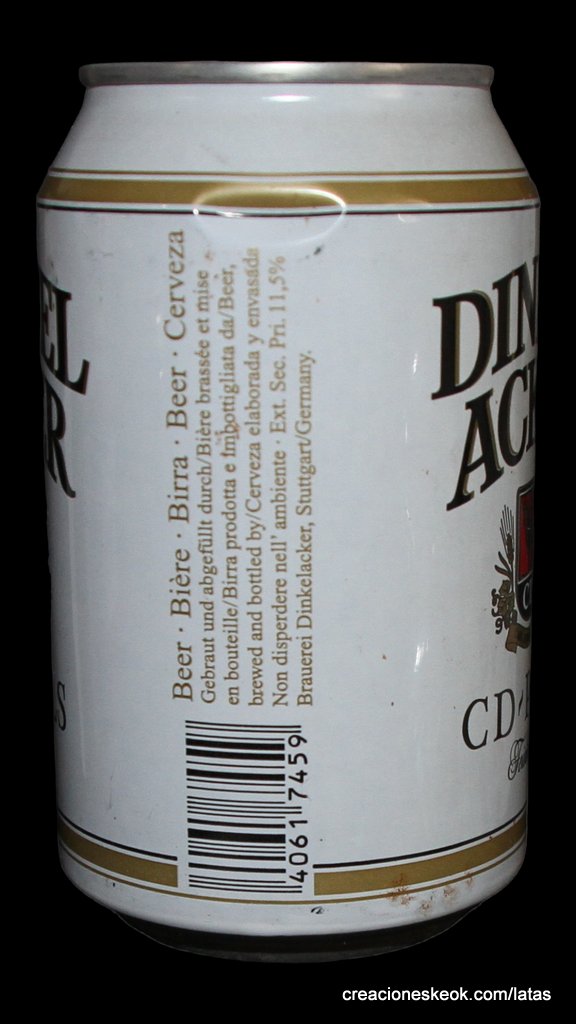 Beer · Bière · Birra · Beer · Cerveza
Gebraut und abgefüllt durch/Bière brassée et mise
en bouteille/Birra prodotta e Imbottigliata da/Beer,
brewed and bottled by/Cerveza elaborada y envasada
Non disperdere nell' ambiente · Ext. Sec. Pri. 11,5%
Brauerei Dinkelacker, Stuttgart/Germany.
4061 7459
EL
R
S
DIN
ACK
CD
creacioneskeok.com/latas